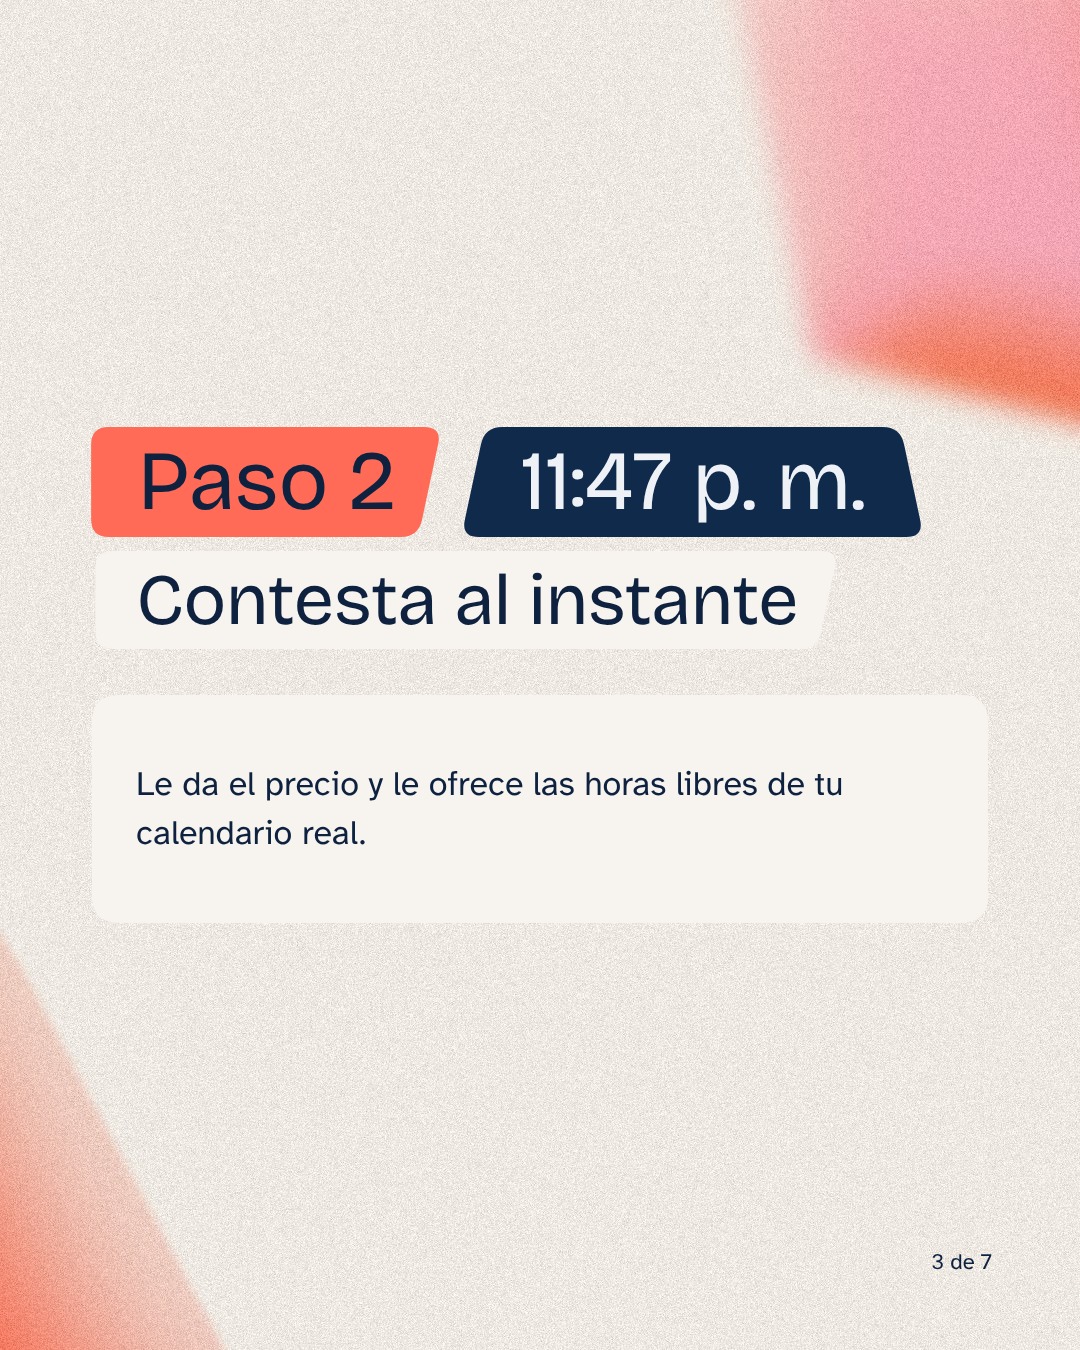 Paso 2 11:47 p. m.
Contesta al instante
Le da el precio y le ofrece las horas libres de tu
calendario real.
3 de 7